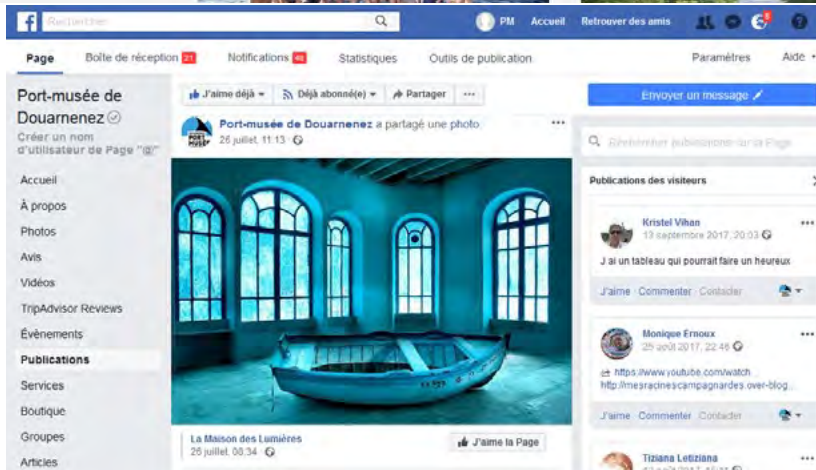 Rechercher
PM Accueil Retrouver des amis
Page Boîte de réception 21 Notifications Statistiques Outils de publication Paramètres Aide
Port-musée de
Douarnenez
Créer un nom
d'utilisateur de Page "@"
Accueil
À propos
Photos
Avis
Vidéos
TripAdvisor Reviews
Évènements
Publications
Services
Boutique
Groupes
Articles
J'aime déjà Déjà abonné(e) Partager
Port-musée de Douarnenez a partagé une photo
26 juillet, 11:13
PORT
MUSÉE
La Maison des Lumières
26 juillet, 08:34
J'aime la Page
Envoyer un message
Rechercher publications sur la Page
Publications des visiteurs
Kristel Vihan
13 septembre 2017, 20:03
J ai un tableau qui pourrait faire un heureux
J'aime · Commenter · Contacter
Monique Ernoux
25 août 2017, 22:46
https://www.youtube.com/watch...
http://mesracinescampagnardes.over-blog...
J'aime · Commenter · Contacter
Tiziana Letiziana